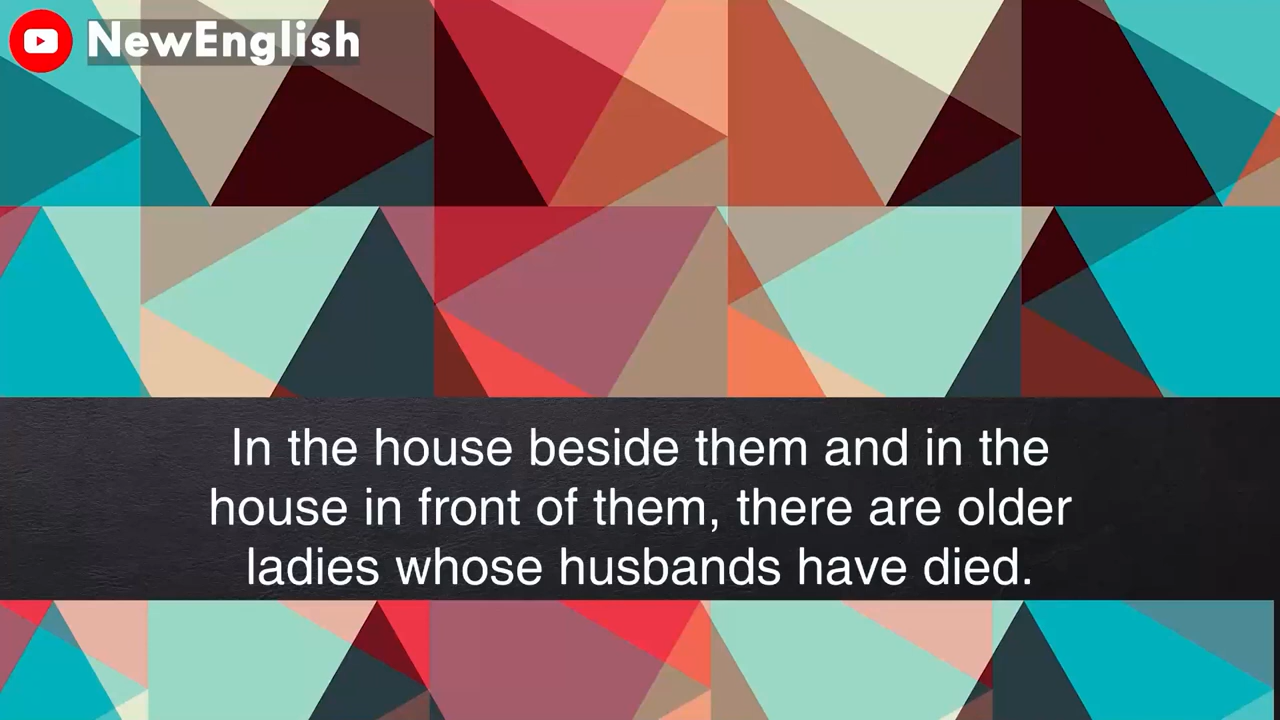 NewEnglish
In the house beside them and in the
house in front of them, there are older
ladies whose husbands have died.